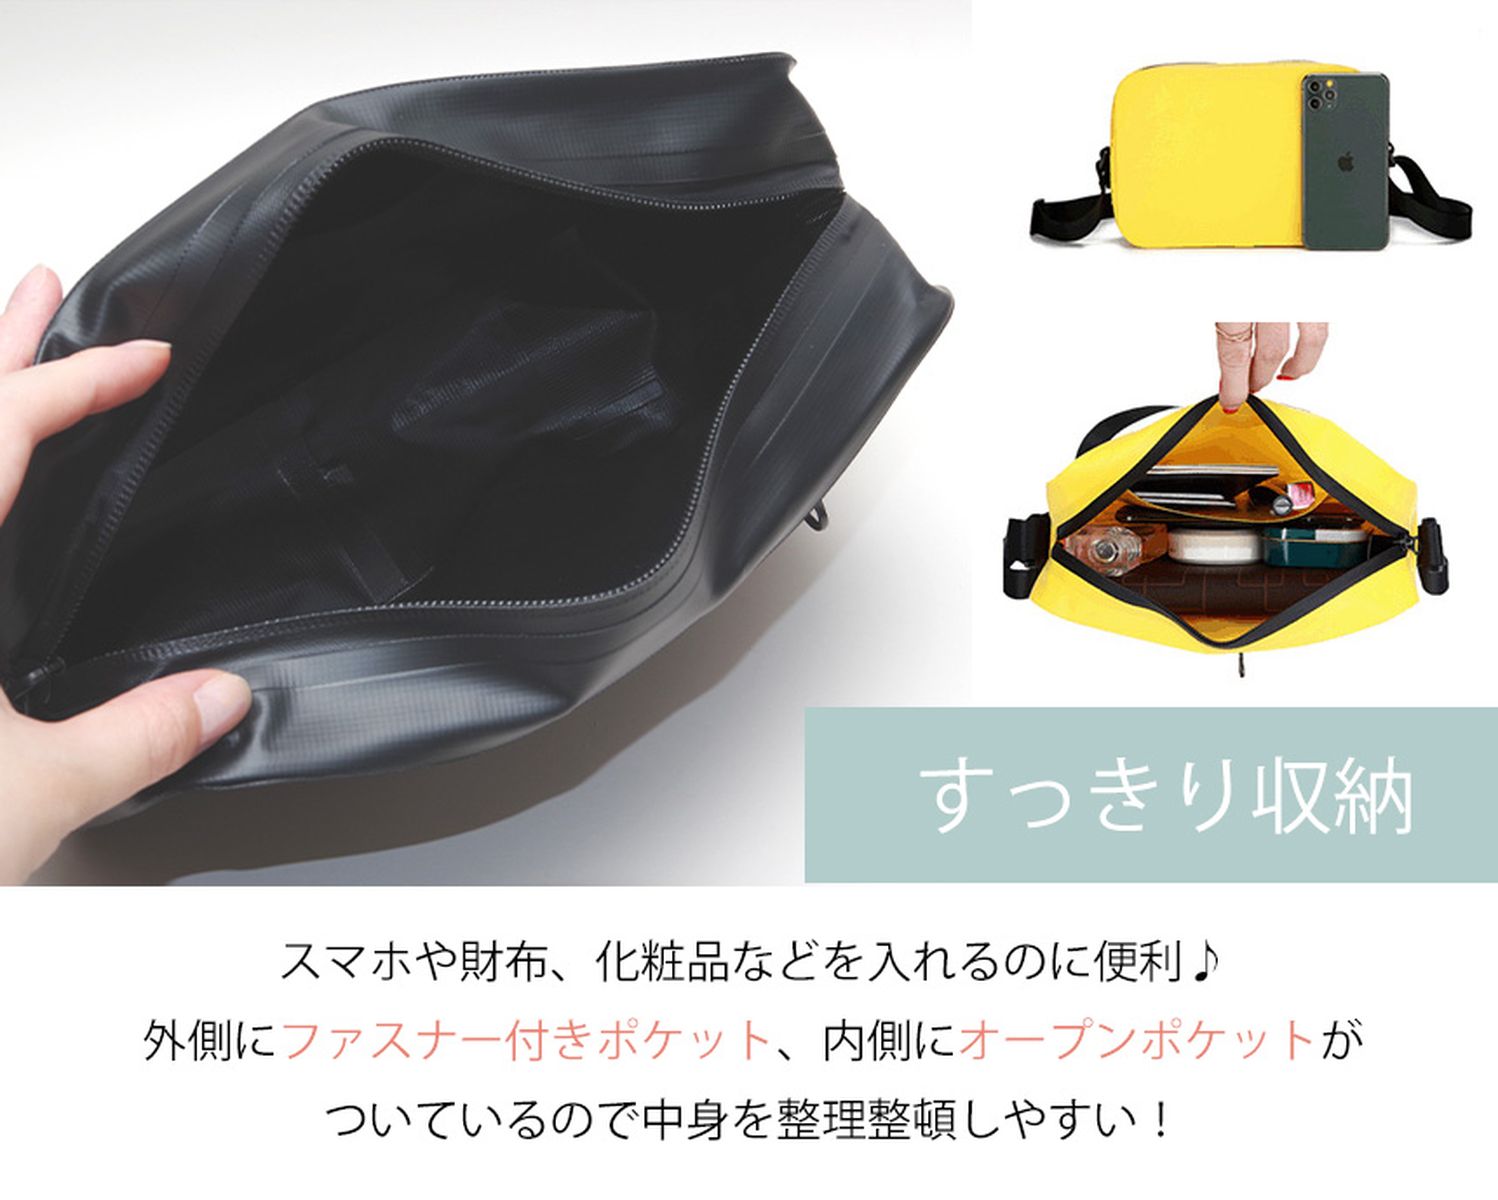 すっきり収納
スマホや財布、化粧品などを入れるのに便利♪
外側にファスナー付きポケット、内側にオープンポケットが
ついているので中身を整理整頓しやすい！